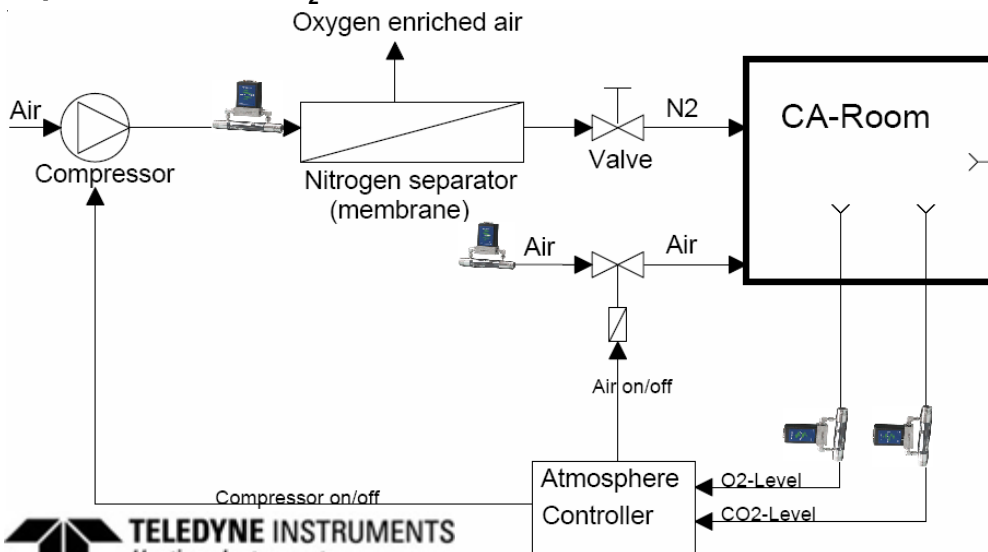 2
Oxygen enriched air
Air
Compressor
Nitrogen separator
(membrane)
N2
Valve
CA-Room
Air
Air
Air on/off
Compressor on/off
Atmosphere
Controller
O2-Level
CO2-Level
TELEDYNE INSTRUMENTS